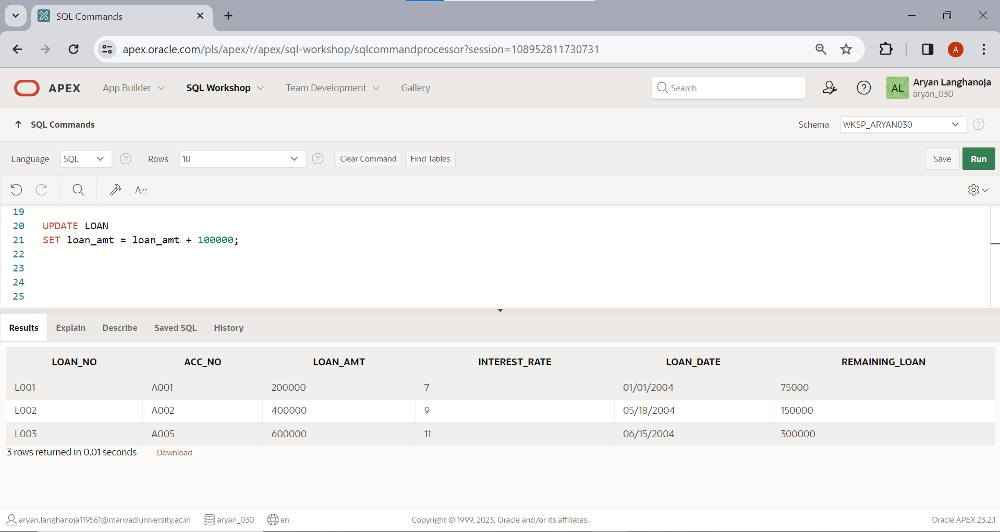 SQL Commands
apex.oracle.com/pls/apex/r/apex/sql-workshop/sqlcommandprocessor?session=108952811730731
A
APEX App Builder SQL Workshop Team Development Gallery Search ? AL Aryan Langhanoja
aryan_030
SQL Commands Schema WKSP_ARYAN030 ?
Language SQL ? Rows 10 ? Clear Command Find Tables Save Run
A::
19
20 UPDATE LOAN
21 SET loan_amt = loan_amt + 100000;
22
23
24
25
Results Explain Describe Saved SQL History
LOAN_NO ACC_NO LOAN_AMT INTEREST_RATE LOAN_DATE REMAINING_LOAN
L001 A001 200000 7 01/01/2004 75000
L002 A002 400000 9 05/18/2004 150000
L003 A005 600000 11 06/15/2004 300000
3 rows returned in 0.01 seconds Download
aryan.langhanoja119561@marwadiuniversity.ac.in aryan_030 en Copyright © 1999, 2023, Oracle and/or its affiliates. Oracle APEX 23.2.1